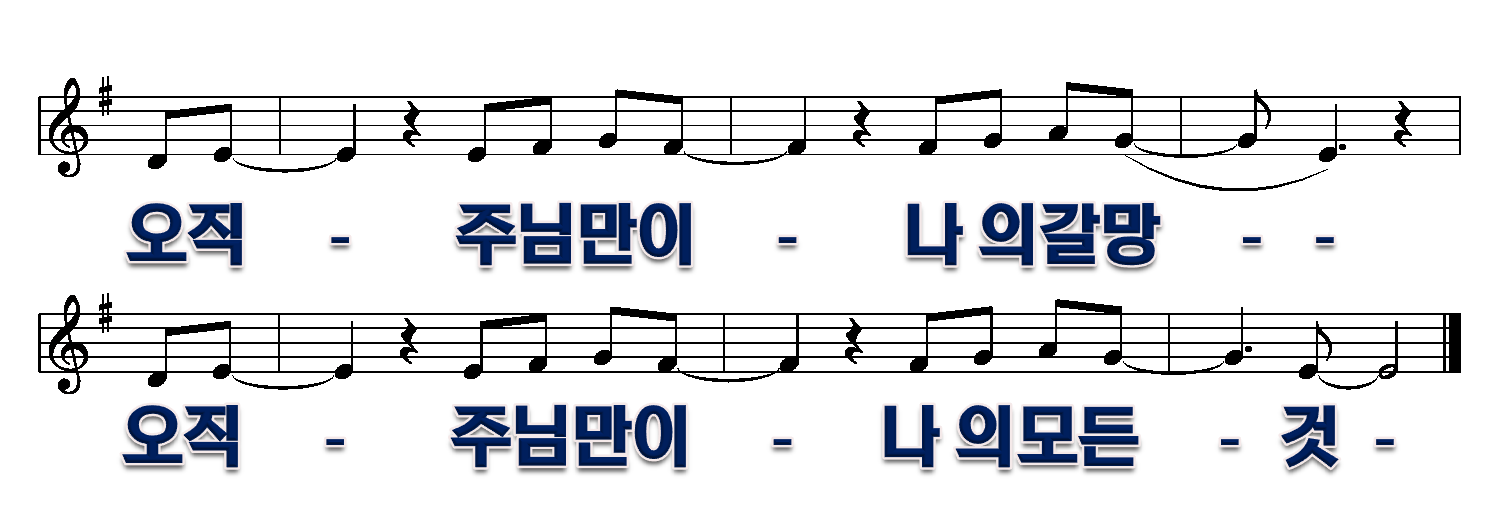 오직 - 주님만이 - 나 의갈망 - -
오직 - 주님만이 - 나 의모든 - 것 -